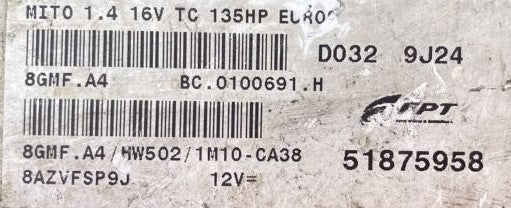 MITO 1.4 16V TC 135HP EURO
D032 9J24
8GMF.A4 BC.0100691.H
FPT
8GMF.A4/HW502/1M10-CA38
51875958
8AZVFSP9J 12V=